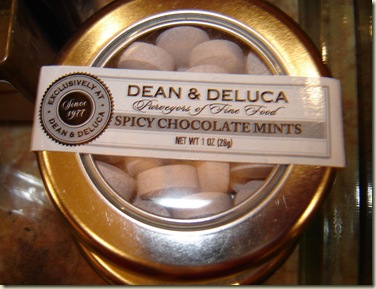 EXCLUSIVELY AT
Since
1977
DEAN & DELUCA
DEAN & DELUCA
Purveyors of Fine Food
SPICY CHOCOLATE MINTS
NET WT 1 OZ (28g)